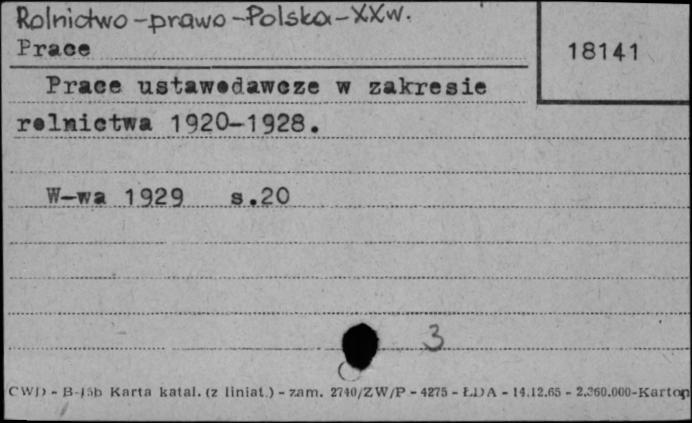 Rolnictwo-prawo-Polska-XXw.
Prace
18141
Prace ustawodawcze w zakresie
rolnictwa 1920-1928.
W-wa 1929 s.20
3
CWD - B-15b Karta katal. (z liniat.) - zam. 2740/ZW/P - 4275 - ŁDA - 14.12.65 - 2.360.000-Karton